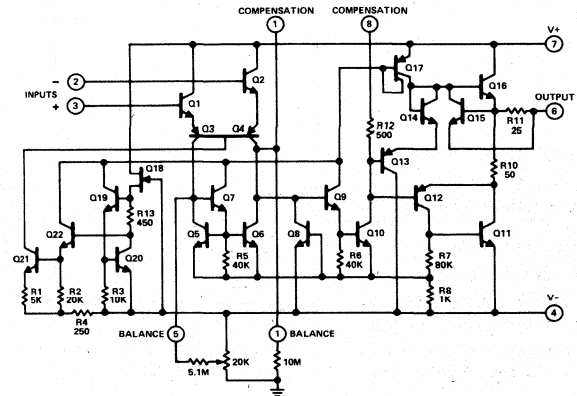 COMPENSATION COMPENSATION
1 8
V+
7
Q17
Q2
- 2
INPUTS
Q1
Q16
+ 3
OUTPUT
6
Q14 Q15
R11
25
Q3 Q4
R12
500
Q13
R10
50
Q18
Q19
R13
450
Q7
Q9
Q12
Q22
Q21
Q20
Q5 Q6
Q8
Q10
Q11
R5
40K
R6
40K
R7
80K
R1
5K
R2
20K
R3
10K
R8
1K
R4
250
V-
4
BALANCE 5
1 BALANCE
20K
5.1M
10M